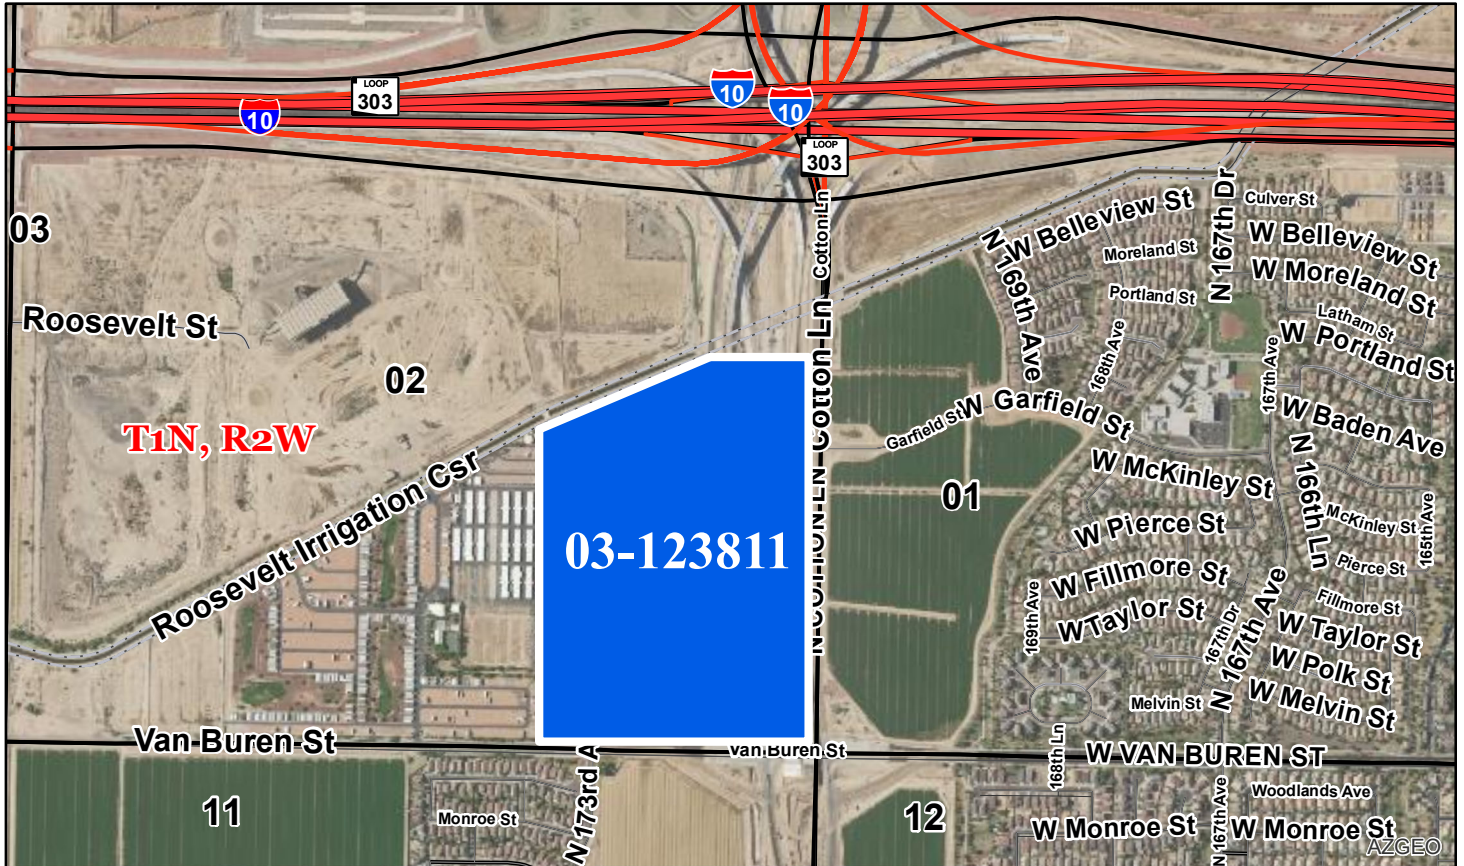 LOOP
303
10
10
10
LOOP
303
03
Cotton Ln
N 167th Dr
Culver St
W Belleview St
W Belleview St
Moreland St
W Moreland St
N 169th Ave
Portland St
Latham St
W Portland St
Roosevelt St
168th Ave
167th Ave
02
N COTTON LN Cotton Ln
W Garfield St
Garfield St
W Baden Ave
T1N, R2W
W McKinley St
N 166th Ln
Roosevelt Irrigation Csr
01
165th Ave
McKinley St
W Pierce St
03-123811
Pierce St
W Fillmore St
Fillmore St
169th Ave
W Taylor St
167th Dr
N 167th Ave
W Taylor St
W Polk St
W Melvin St
Melvin St
Van Buren St
Van Buren St
W VAN BUREN ST
168th Ln
N 173rd A
11
Monroe St
12
Woodlands Ave
N 167th Ave
W Monroe St
W Monroe St
AZGEO